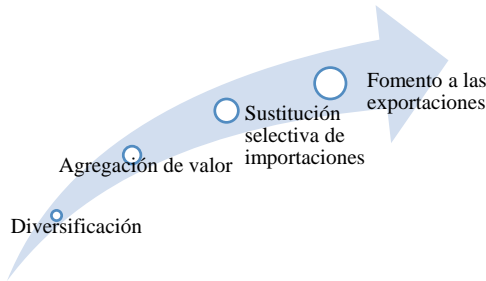 Fomento a las
exportaciones
Sustitución
selectiva de
importaciones
Agregación de valor
Diversificación